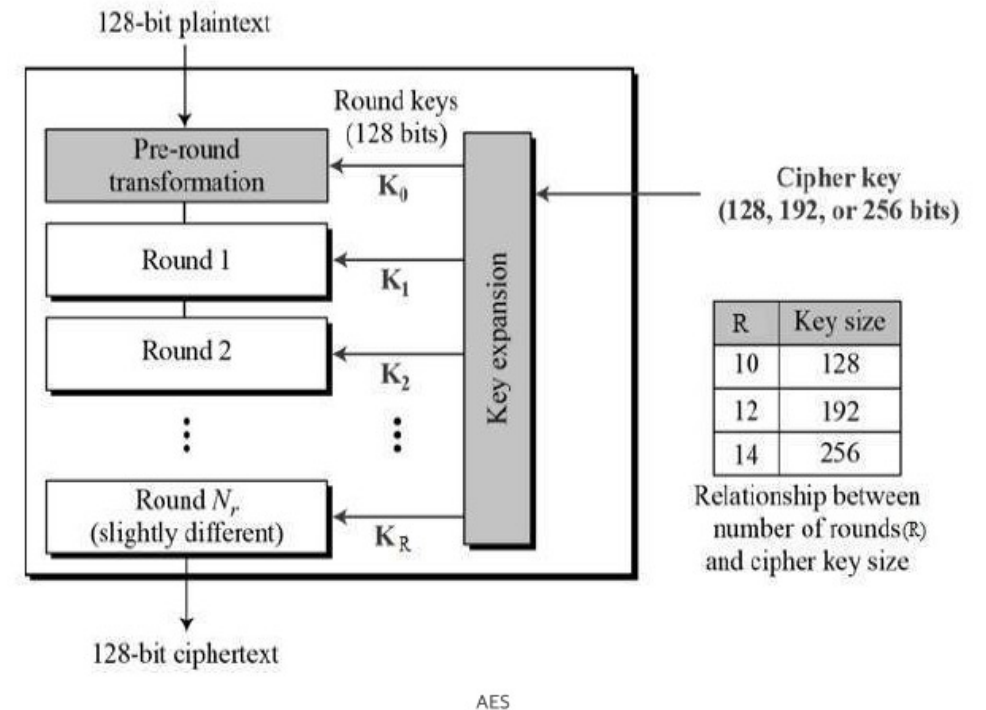 128-bit plaintext
Round keys
(128 bits)
Pre-round
transformation
K₀
Cipher key
(128, 192, or 256 bits)
Round 1
K₁
Round 2
K₂
Key expansion
R Key size
10 128
12 192
14 256
Relationship between
number of rounds(R)
and cipher key size
Round Nᵣ
(slightly different)
K_R
128-bit ciphertext
AES